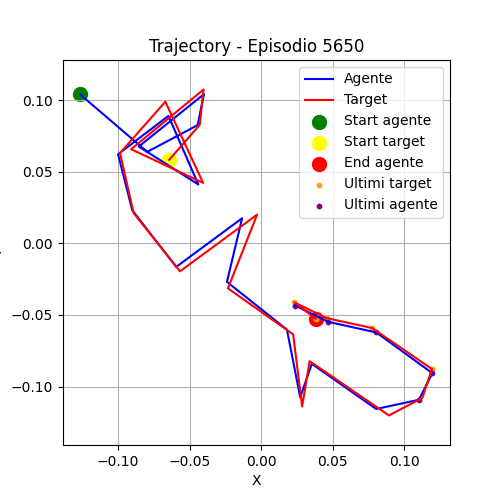 Trajectory - Episodio 5650
Agente
Target
Start agente
Start target
End agente
Ultimi target
Ultimi agente
0.10
0.05
0.00
−0.05
−0.10
−0.10
−0.05
0.00
0.05
0.10
X